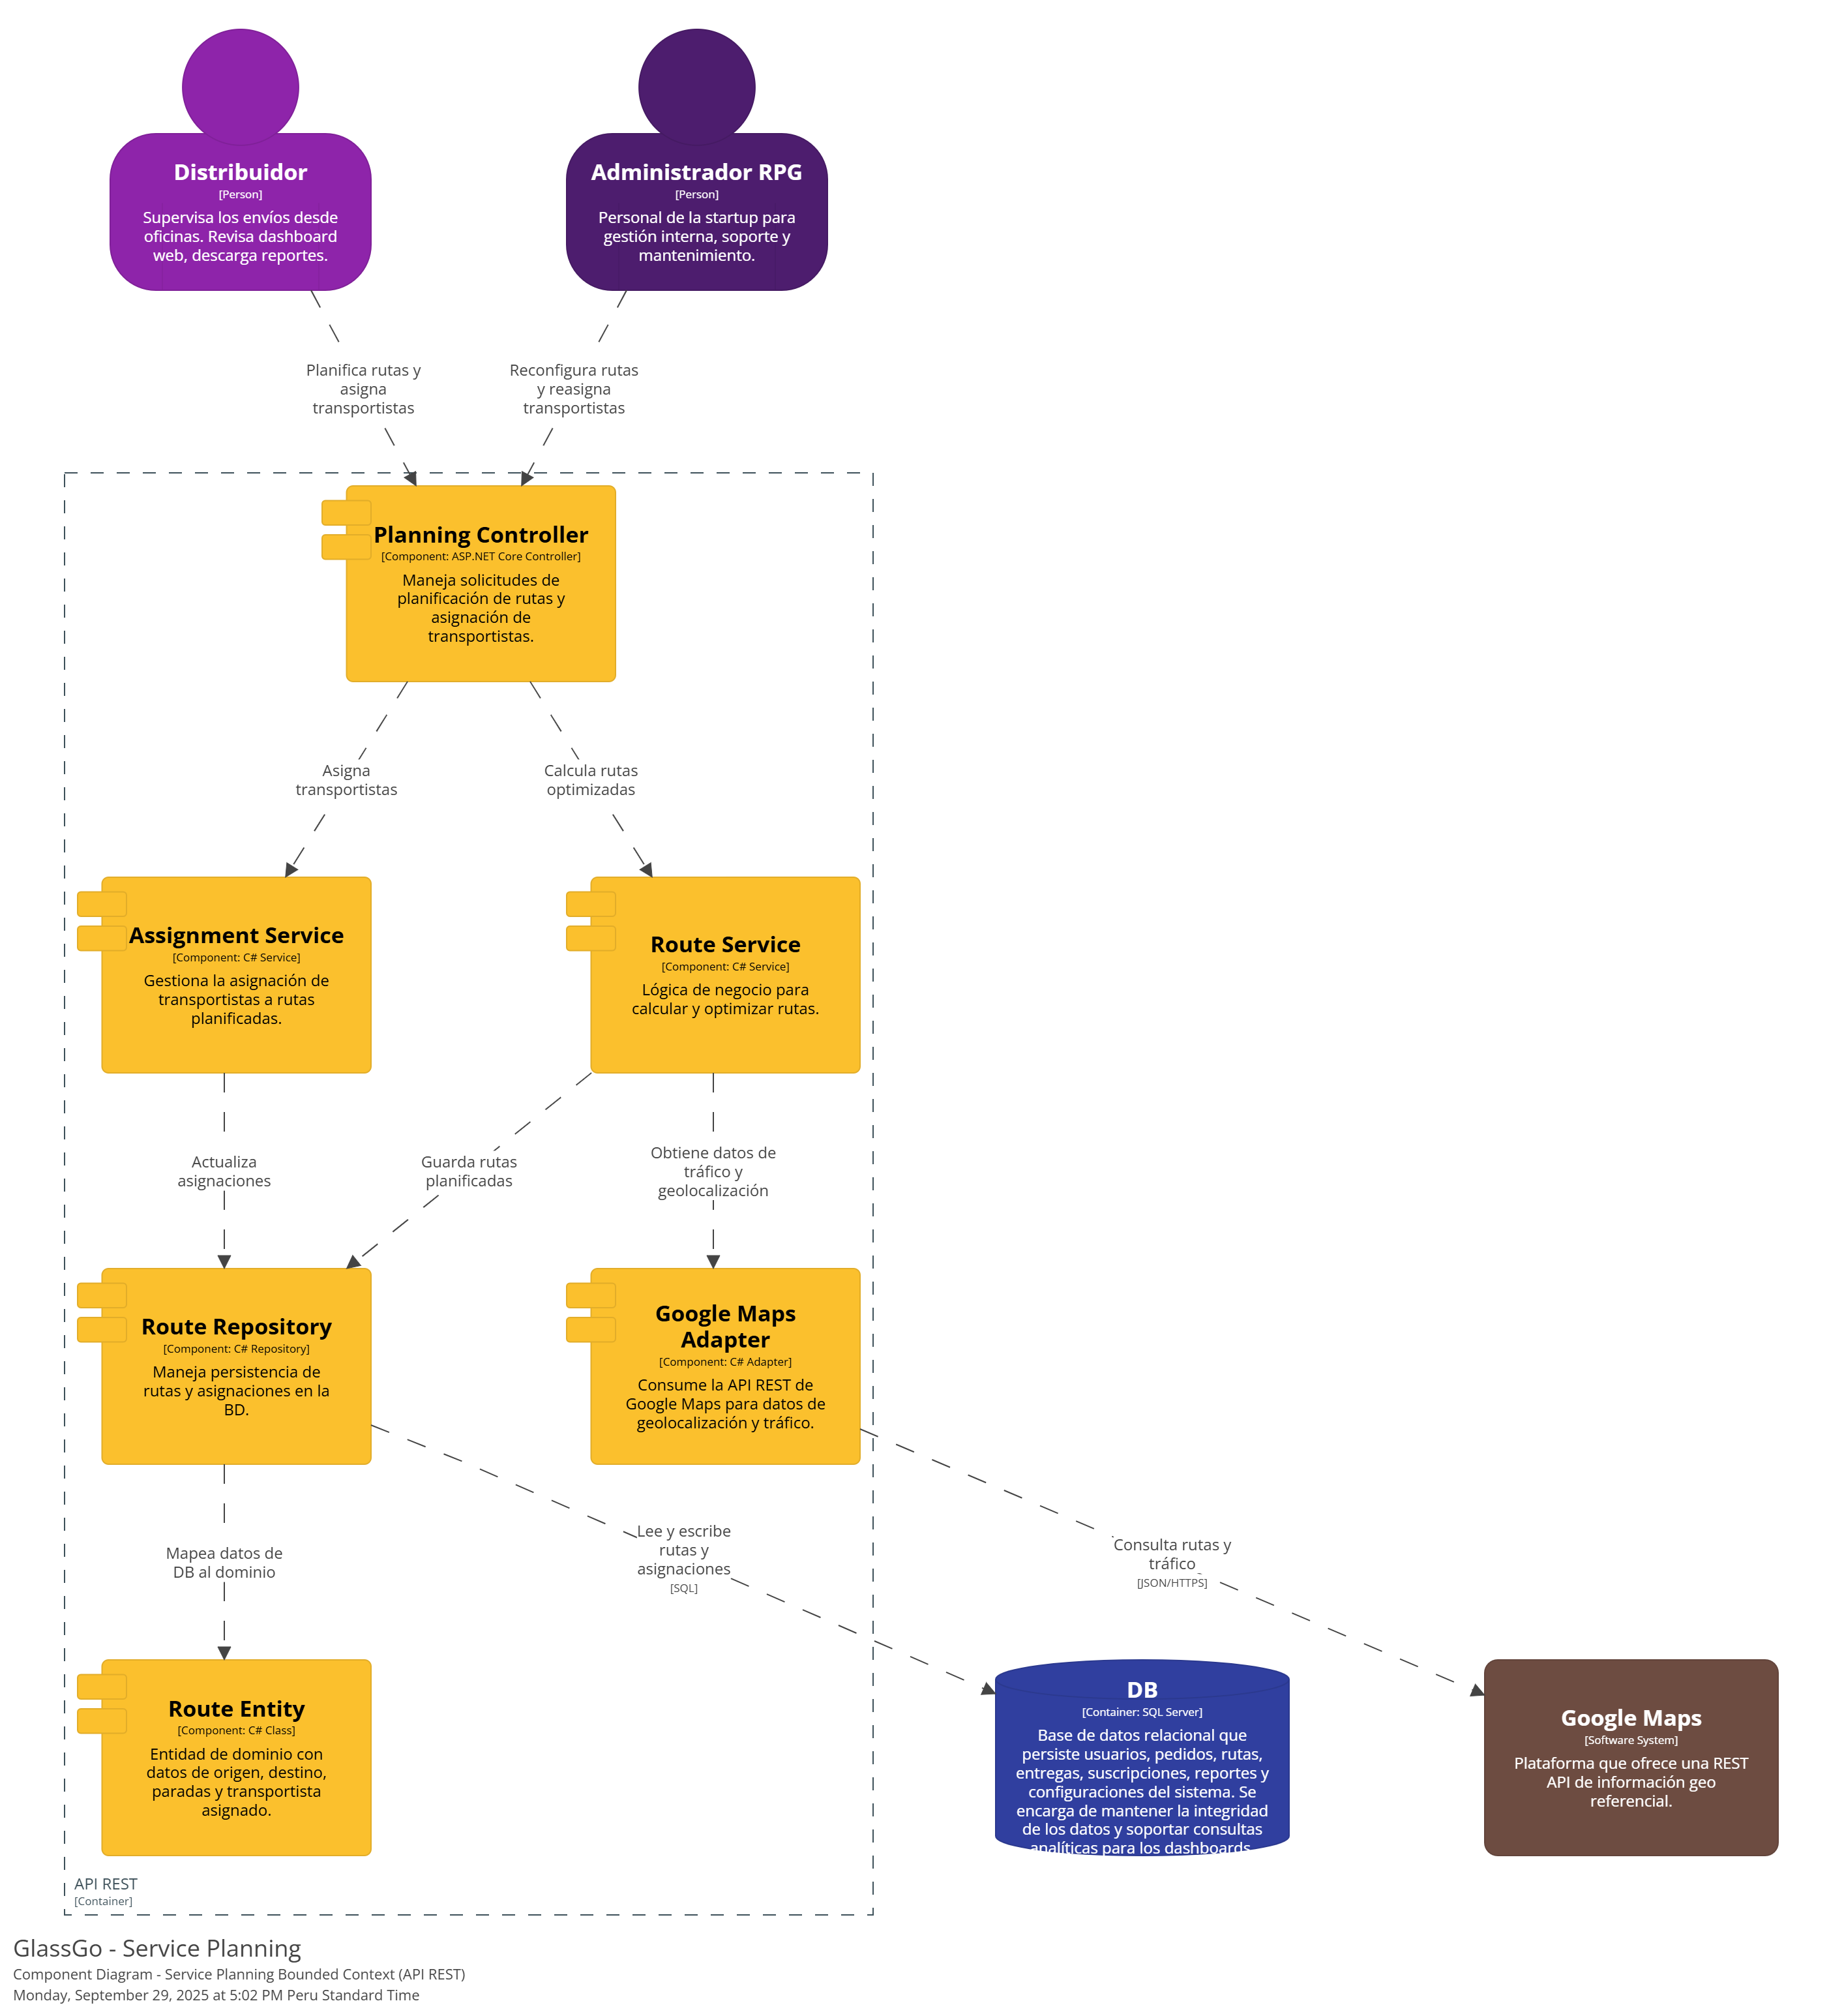 Distribuidor
[Person]
Supervisa los envíos desde
oficinas. Revisa dashboard
web, descarga reportes.
Administrador RPG
[Person]
Personal de la startup para
gestión interna, soporte y
mantenimiento.
Planifica rutas y
asigna
transportistas
Reconfigura rutas
y reasigna
transportistas
Planning Controller
[Component: ASP.NET Core Controller]
Maneja solicitudes de
planificación de rutas y
asignación de
transportistas.
Asigna
transportistas
Calcula rutas
optimizadas
Assignment Service
[Component: C# Service]
Gestiona la asignación de
transportistas a rutas
planificadas.
Route Service
[Component: C# Service]
Lógica de negocio para
calcular y optimizar rutas.
Actualiza
asignaciones
Guarda rutas
planificadas
Obtiene datos de
tráfico y
geolocalización
Route Repository
[Component: C# Repository]
Maneja persistencia de
rutas y asignaciones en la
BD.
Google Maps
Adapter
[Component: C# Adapter]
Consume la API REST de
Google Maps para datos de
geolocalización y tráfico.
Mapea datos de
DB al dominio
Lee y escribe
rutas y
asignaciones
[SQL]
Consulta rutas y
tráfico
[JSON/HTTPS]
Route Entity
[Component: C# Class]
Entidad de dominio con
datos de origen, destino,
paradas y transportista
asignado.
DB
[Container: SQL Server]
Base de datos relacional que
persiste usuarios, pedidos, rutas,
entregas, suscripciones, reportes y
configuraciones del sistema. Se
encarga de mantener la integridad
de los datos y soportar consultas
analíticas para los dashboards.
Google Maps
[Software System]
Plataforma que ofrece una REST
API de información geo
referencial.
API REST
[Container]
GlassGo - Service Planning
Component Diagram - Service Planning Bounded Context (API REST)
Monday, September 29, 2025 at 5:02 PM Peru Standard Time